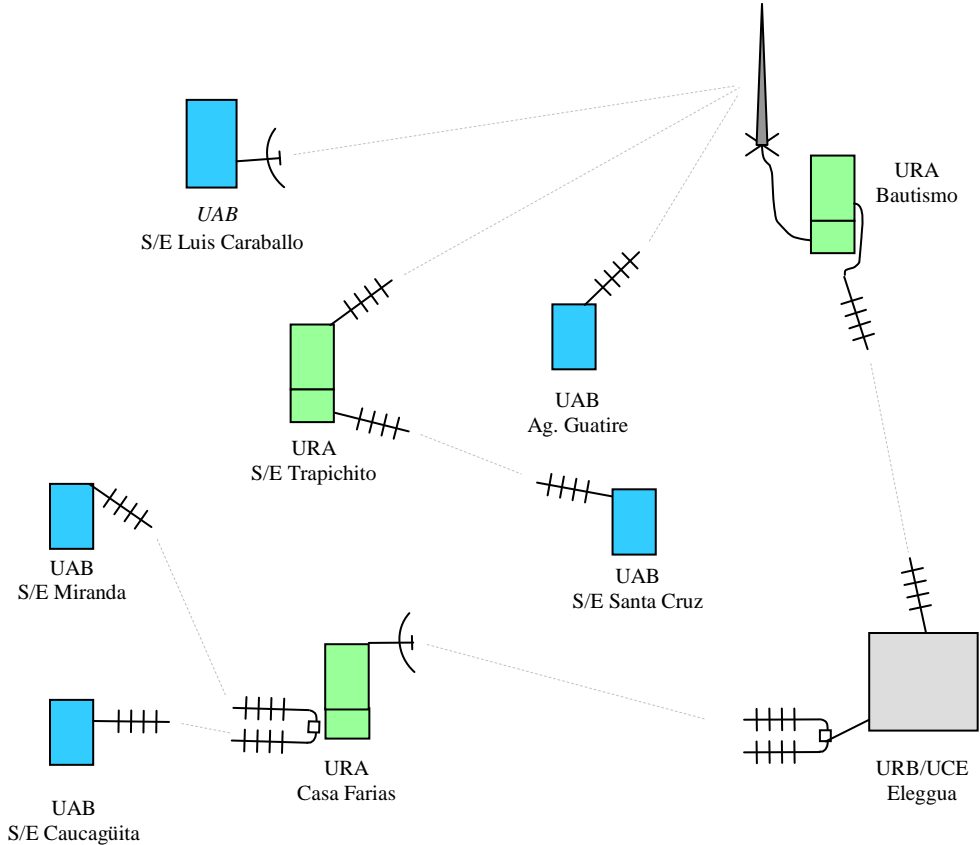 URA
Bautismo
UAB
S/E Luis Caraballo
UAB
Ag. Guatire
URA
S/E Trapichito
UAB
S/E Miranda
UAB
S/E Santa Cruz
URA
Casa Farias
URB/UCE
Eleggua
UAB
S/E Caucagüita